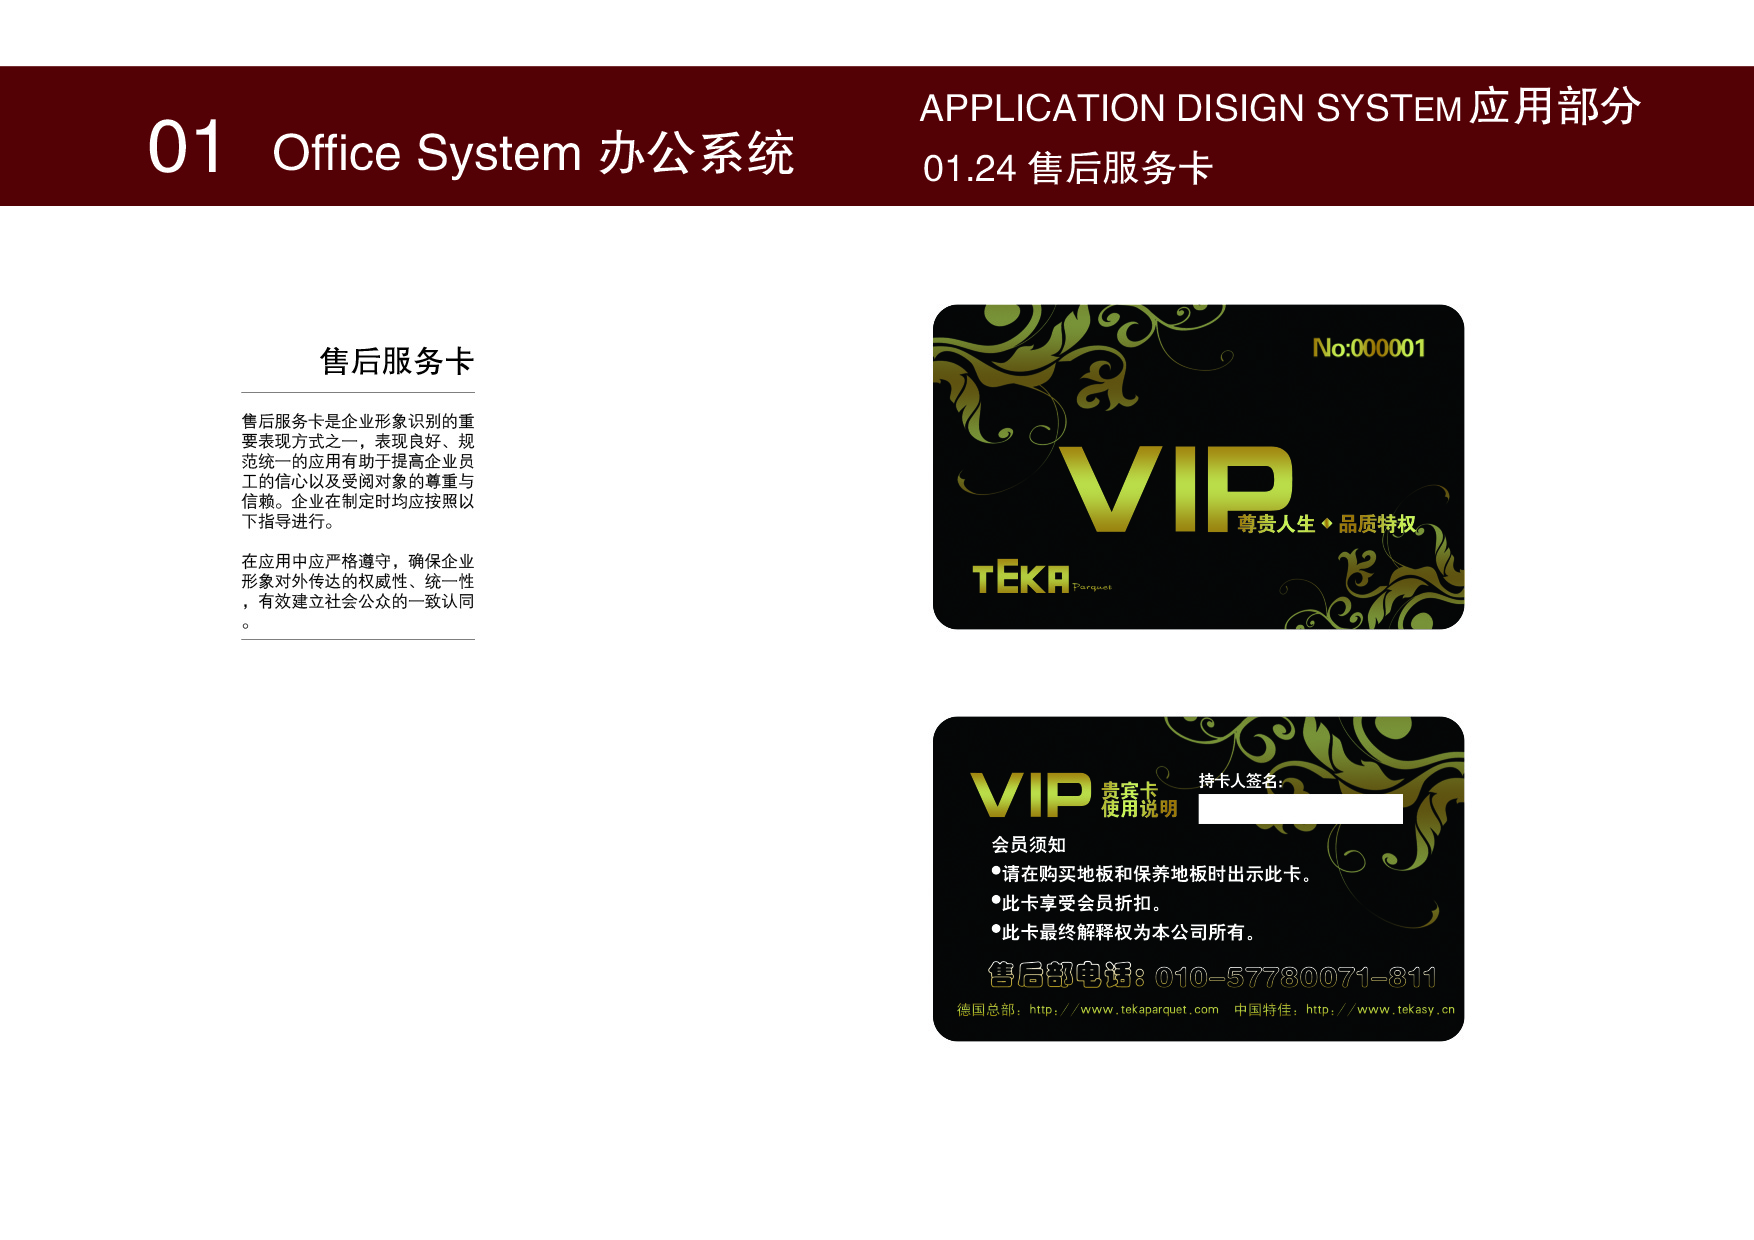 01 Office System 办公系统
APPLICATION DISIGN SYSTEM应用部分
01.24 售后服务卡
售后服务卡
售后服务卡是企业形象识别的重
要表现方式之一，表现良好、规
范统一的应用有助于提高企业员
工的信心以及受阅对象的尊重与
信赖。企业在制定时均应按照以
下指导进行。
在应用中应严格遵守，确保企业
形象对外传达的权威性、统一性
，有效建立社会公众的一致认同
。
No:000001
VIP
尊贵人生◆品质特权
TEKA Parquet
VIP 贵宾卡
使用说明
持卡人签名:
会员须知
●请在购买地板和保养地板时出示此卡。
●此卡享受会员折扣。
●此卡最终解释权为本公司所有。
售后部电话: 010-57780071-811
德国总部: http://www.tekaparquet.com 中国特佳: http://www.tekasy.cn